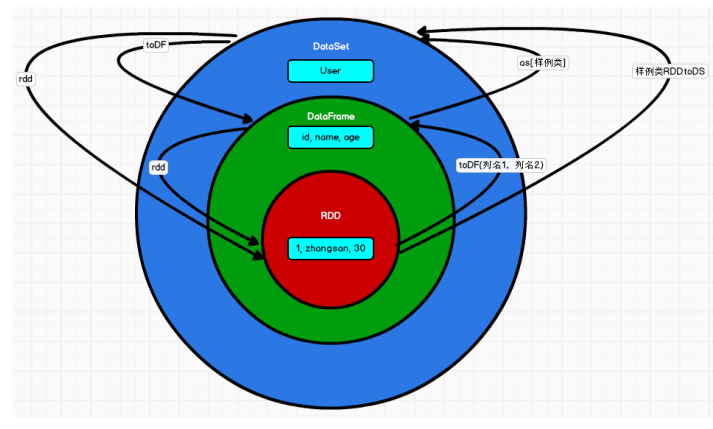 toDF
DataSet
as[样例类]
User
rdd
样例类RDD.toDS
DataFrame
id, name, age
rdd
toDF(列名1, 列名2)
RDD
1, zhangsan, 30